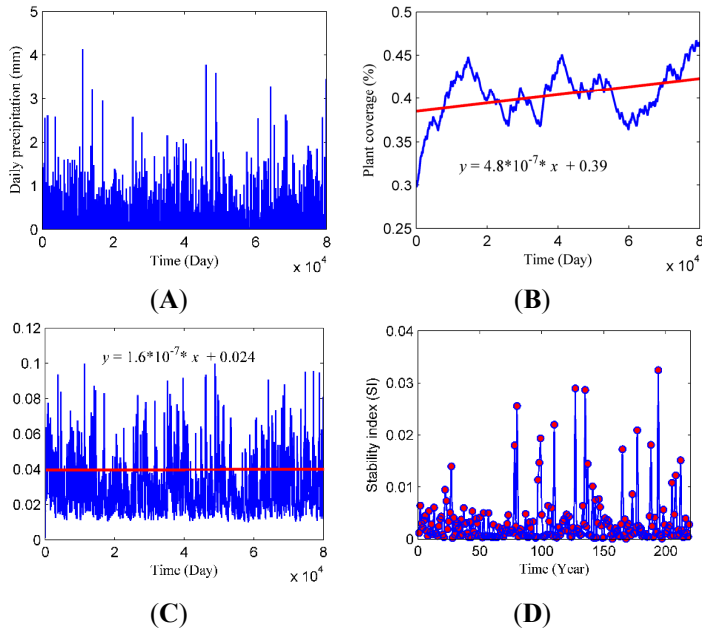 5
4
3
2
1
0
Daily precipitation (mm)
0 2 4 6 8
Time (Day)
x 10^4
(A)
0.5
0.45
0.4
0.35
0.3
0.25
Plant coverage (%)
y = 4.8*10^-7* x + 0.39
0 2 4 6 8
Time (Day)
x 10^4
(B)
0.12
0.1
0.08
0.06
0.04
0.02
0
y = 1.6*10^-7* x + 0.024
0 2 4 6 8
Time (Day)
x 10^4
(C)
0.04
0.03
0.02
0.01
0
Stability index (SI)
0 50 100 150 200
Time (Year)
(D)